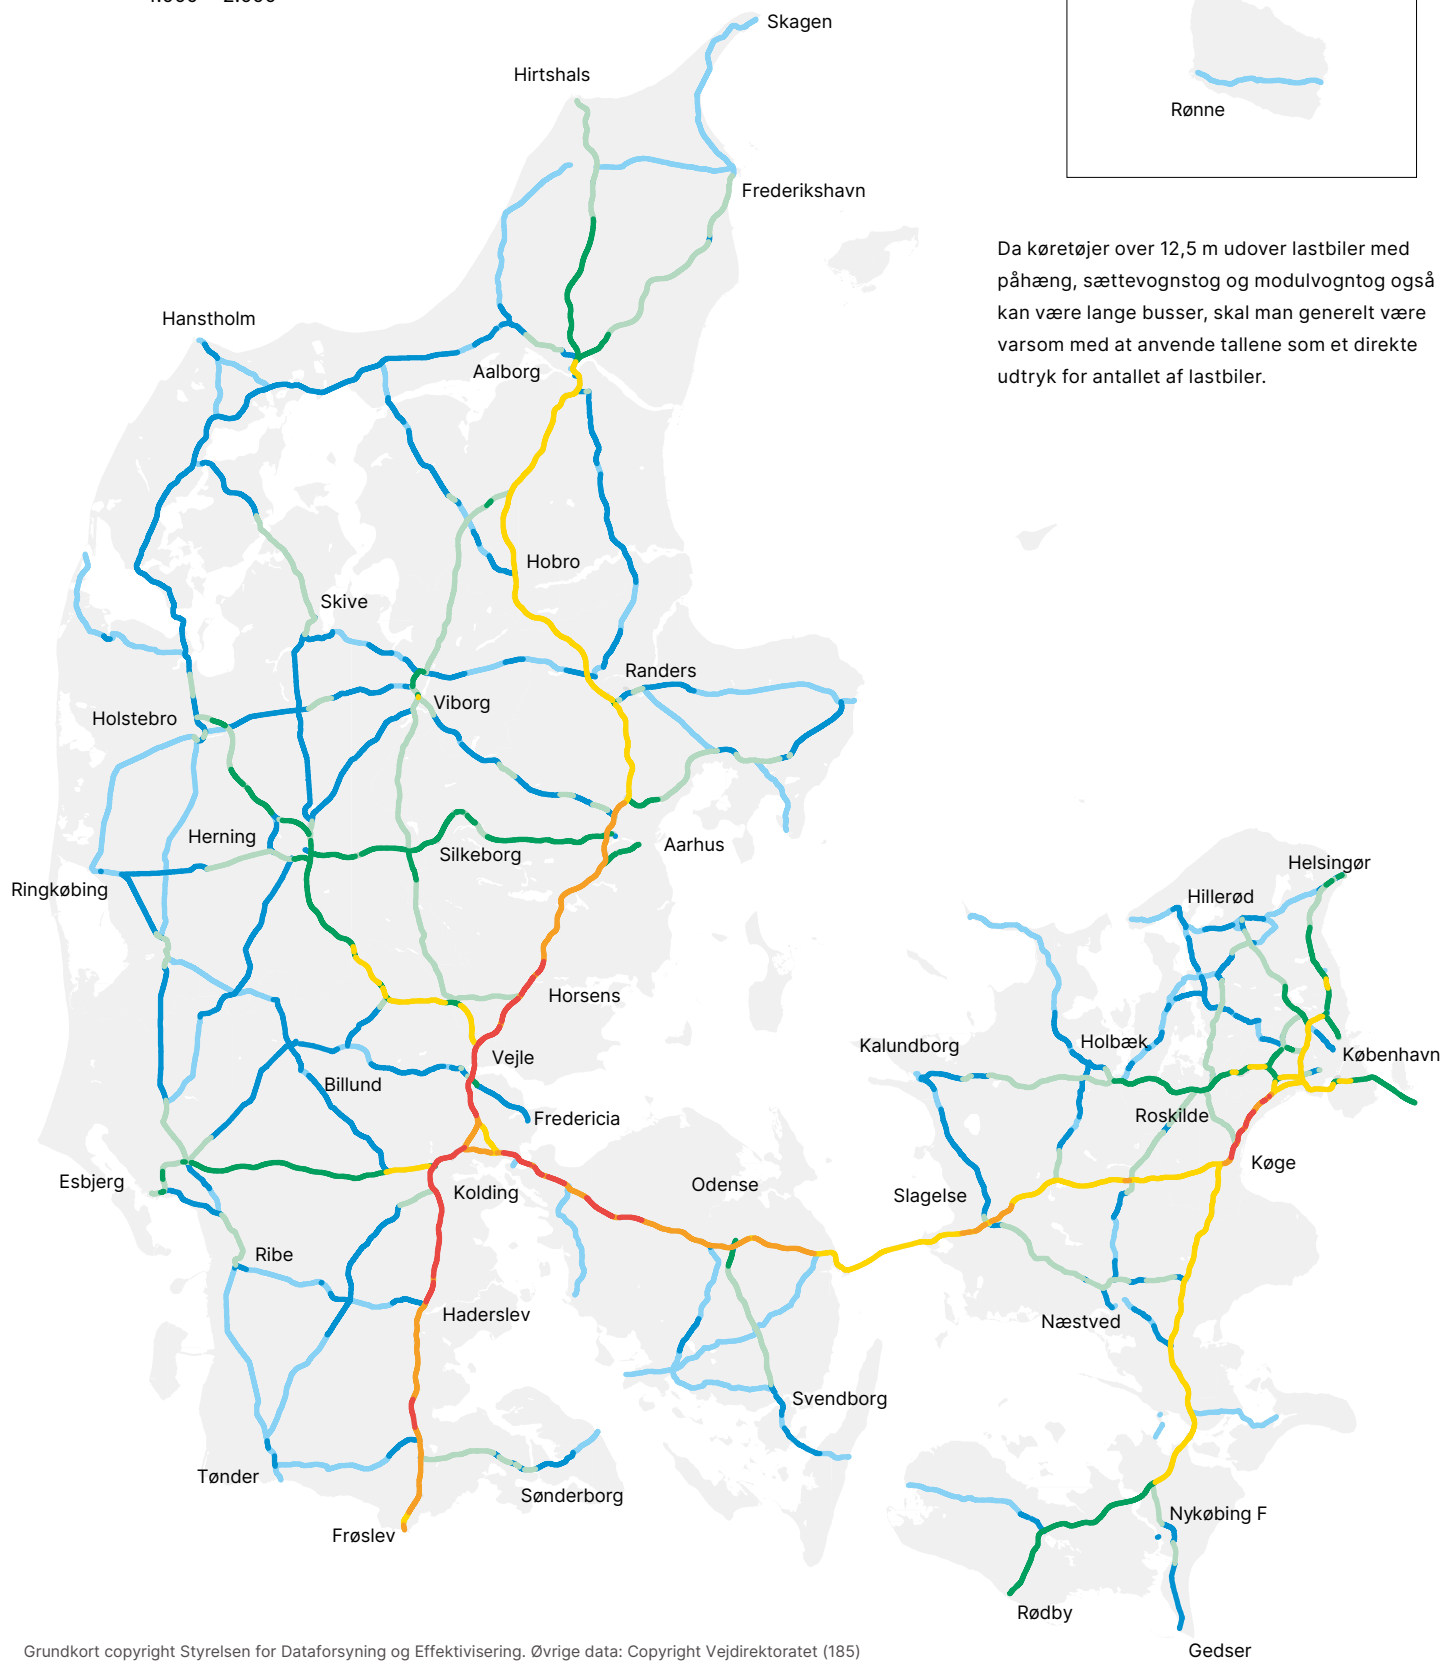 Skagen
Hirtshals
Rønne
Frederikshavn
Da køretøjer over 12,5 m udover lastbiler med
påhæng, sættevognstog og modulvogntog også
kan være lange busser, skal man generelt være
varsom med at anvende tallene som et direkte
udtryk for antallet af lastbiler.
Hanstholm
Aalborg
Hobro
Skive
Randers
Viborg
Holstebro
Herning
Silkeborg
Aarhus
Ringkøbing
Helsingør
Hillerød
Horsens
Holbæk
Kalundborg
København
Vejle
Billund
Fredericia
Roskilde
Køge
Esbjerg
Kolding
Odense
Slagelse
Ribe
Haderslev
Næstved
Svendborg
Tønder
Sønderborg
Nykøbing F
Frøslev
Rødby
Gedser
Grundkort copyright Styrelsen for Dataforsyning og Effektivisering. Øvrige data: Copyright Vejdirektoratet (185)